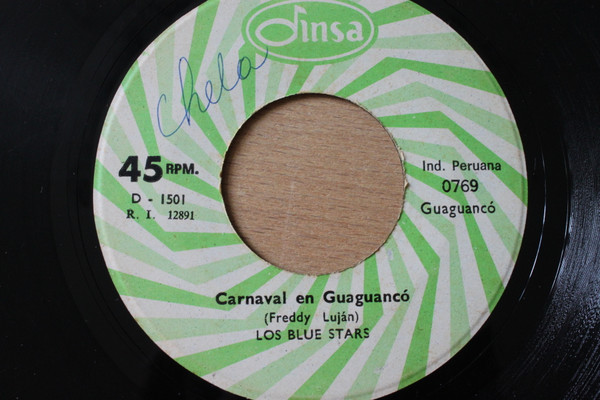 dinsa
Chela
45 RPM.
D - 1501
R. I. 12891
Ind. Peruana
0769
Guaguancó
Carnaval en Guaguancó
(Freddy Luján)
LOS BLUE STARS